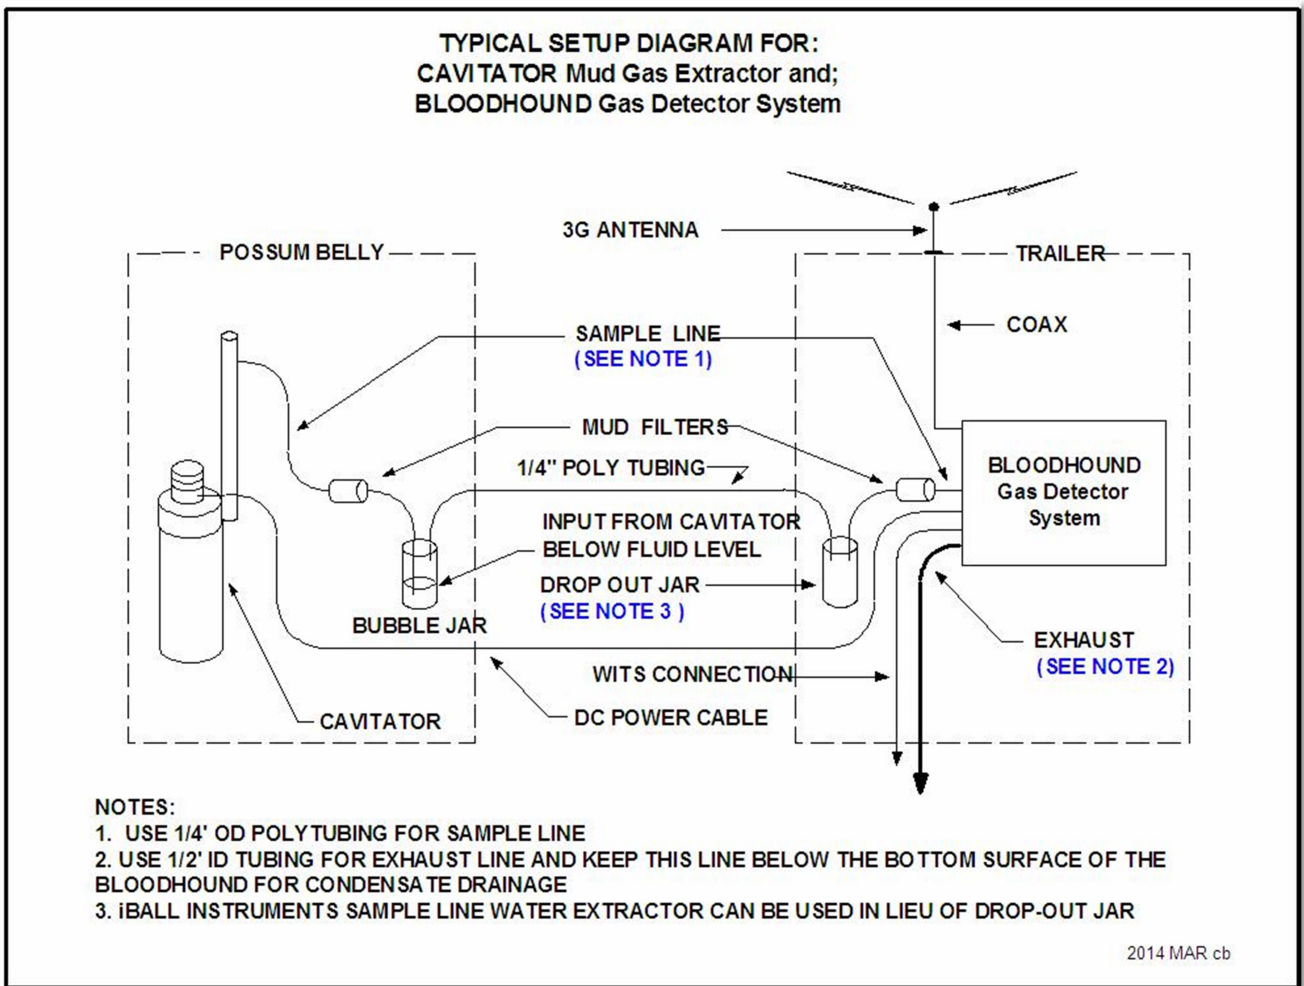 TYPICAL SETUP DIAGRAM FOR:
CAVITATOR Mud Gas Extractor and;
BLOODHOUND Gas Detector System
3G ANTENNA
POSSUM BELLY
TRAILER
COAX
SAMPLE LINE
(SEE NOTE 1)
MUD FILTERS
1/4" POLY TUBING
BLOODHOUND
Gas Detector
System
INPUT FROM CAVITATOR
BELOW FLUID LEVEL
DROP OUT JAR
(SEE NOTE 3 )
BUBBLE JAR
EXHAUST
(SEE NOTE 2)
WITS CONNECTION
CAVITATOR
DC POWER CABLE
NOTES:
1. USE 1/4' OD POLYTUBING FOR SAMPLE LINE
2. USE 1/2' ID TUBING FOR EXHAUST LINE AND KEEP THIS LINE BELOW THE BOTTOM SURFACE OF THE
BLOODHOUND FOR CONDENSATE DRAINAGE
3. iBALL INSTRUMENTS SAMPLE LINE WATER EXTRACTOR CAN BE USED IN LIEU OF DROP-OUT JAR
2014 MAR cb